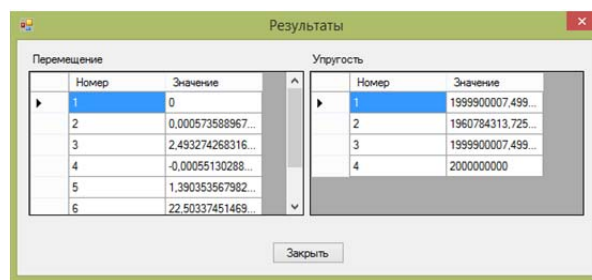 Результаты
Перемещение
Номер Значение
1 0
2 0,000573588967...
3 2,493274268316...
4 -0,00055130288...
5 1,390353567982...
6 22,50337451469...
Упругость
Номер Значение
1 1999900007,499...
2 1960784313,725...
3 1999900007,499...
4 2000000000
Закрыть